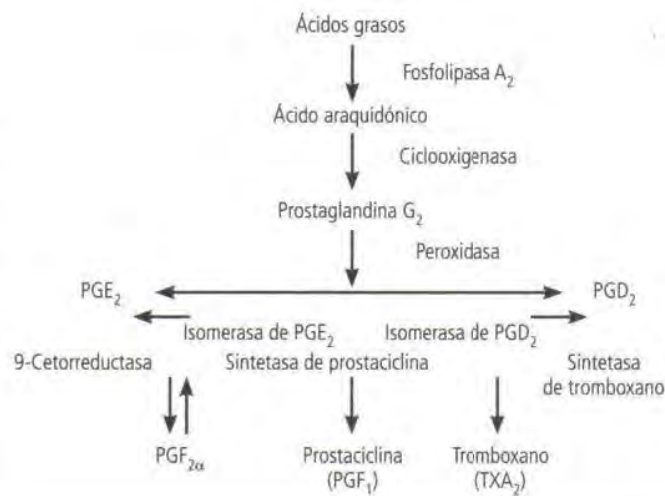 Ácidos grasos
Fosfolipasa A₂
Ácido araquidónico
Ciclooxigenasa
Prostaglandina G₂
Peroxidasa
PGE₂ PGD₂
Isomerasa de PGE₂ Isomerasa de PGD₂
9-Cetorreductasa Sintetasa de prostaciclina Sintetasa
de tromboxano
PGF₂α Prostaciclina Tromboxano
(PGF₁) (TXA₂)